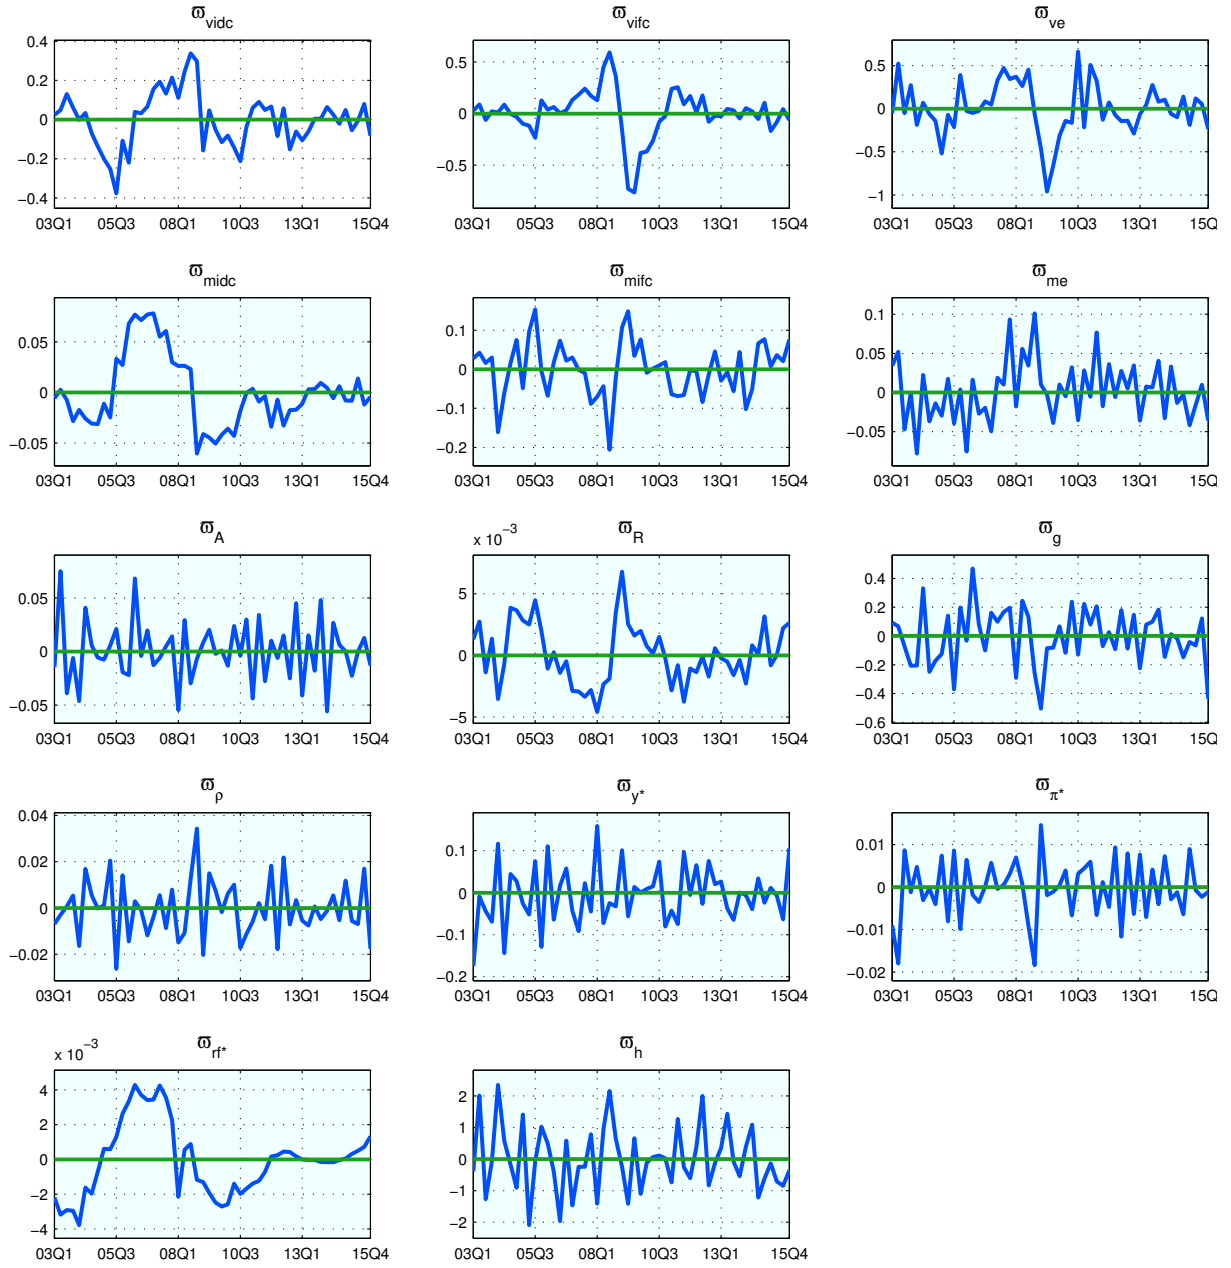 ϖvidc ϖvifc ϖve
0.4
0.2
0
−0.2
−0.4
03Q1 05Q3 08Q1 10Q3 13Q1 15Q4
0.5
0
−0.5
03Q1 05Q3 08Q1 10Q3 13Q1 15Q4
0.5
0
−0.5
−1
03Q1 05Q3 08Q1 10Q3 13Q1 15Q
ϖmidc ϖmifc ϖme
0.05
0
−0.05
03Q1 05Q3 08Q1 10Q3 13Q1 15Q4
0.1
0
−0.1
−0.2
03Q1 05Q3 08Q1 10Q3 13Q1 15Q4
0.1
0.05
0
−0.05
03Q1 05Q3 08Q1 10Q3 13Q1 15Q
ϖA ϖR ϖg
0.05
0
−0.05
03Q1 05Q3 08Q1 10Q3 13Q1 15Q4
x 10−3
5
0
−5
03Q1 05Q3 08Q1 10Q3 13Q1 15Q4
0.4
0.2
0
−0.2
−0.4
−0.6
03Q1 05Q3 08Q1 10Q3 13Q1 15Q
ϖρ ϖy* ϖπ*
0.04
0.02
0
−0.02
03Q1 05Q3 08Q1 10Q3 13Q1 15Q4
0.1
0
−0.1
−0.2
03Q1 05Q3 08Q1 10Q3 13Q1 15Q4
0.01
0
−0.01
−0.02
03Q1 05Q3 08Q1 10Q3 13Q1 15Q
ϖrf* ϖh
x 10−3
4
2
0
−2
−4
03Q1 05Q3 08Q1 10Q3 13Q1 15Q4
2
1
0
−1
−2
03Q1 05Q3 08Q1 10Q3 13Q1 15Q4